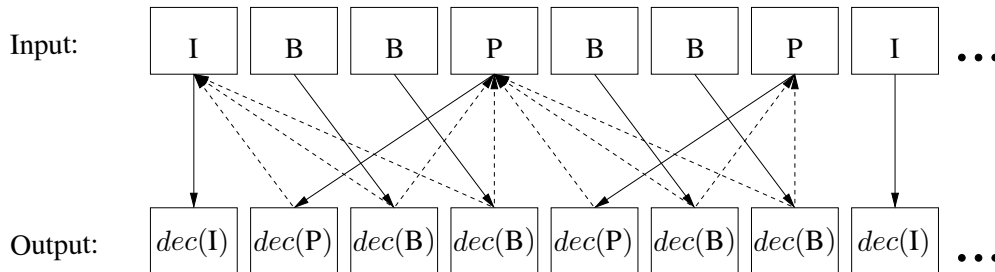 Input: I B B P B B P I ...
Output: dec(I) dec(P) dec(B) dec(B) dec(P) dec(B) dec(B) dec(I) ...